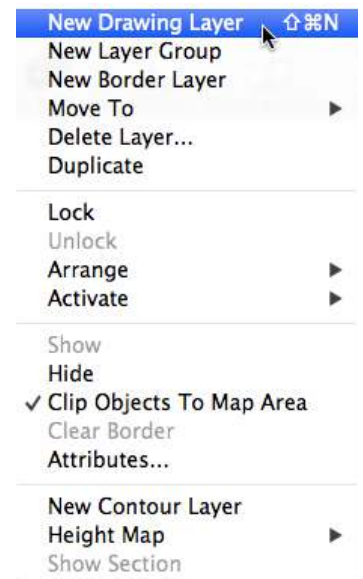 New Drawing Layer ⇧⌘N
New Layer Group
New Border Layer
Move To
Delete Layer...
Duplicate
Lock
Unlock
Arrange
Activate
Show
Hide
✓ Clip Objects To Map Area
Clear Border
Attributes...
New Contour Layer
Height Map
Show Section